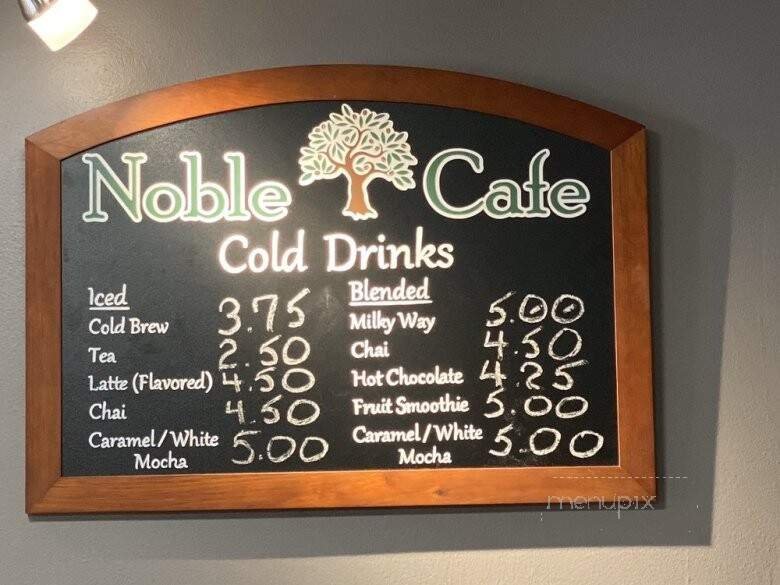 Noble Cafe
Cold Drinks
Iced
Cold Brew 3.75
Tea 2.50
Latte (Flavored) 4.50
Chai 4.50
Caramel/White Mocha 5.00
Blended
Milky Way 5.00
Chai 4.50
Hot Chocolate 4.25
Fruit Smoothie 5.00
Caramel/White Mocha 5.00
menupix